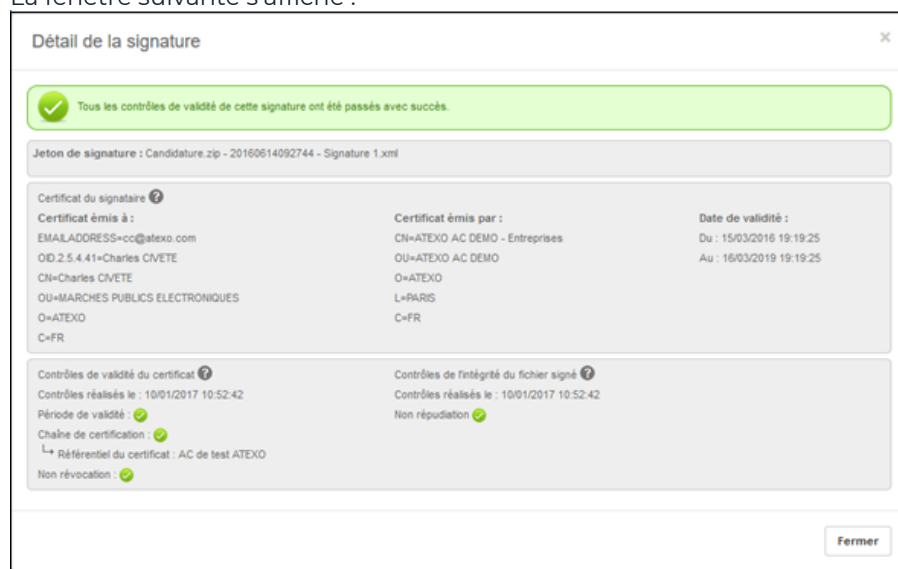 La fenêtre suivante s'affiche :
Détail de la signature
×
Tous les contrôles de validité de cette signature ont été passés avec succès.
Jeton de signature : Candidature.zip - 20160614092744 - Signature 1.xml
Certificat du signataire ?
Certificat émis à :
EMAILADDRESS=cc@atexo.com
OID.2.5.4.41=Charles CIVETE
CN=Charles CIVETE
OU=MARCHES PUBLICS ELECTRONIQUES
O=ATEXO
C=FR
Certificat émis par :
CN=ATEXO AC DEMO - Entreprises
OU=ATEXO AC DEMO
O=ATEXO
L=PARIS
C=FR
Date de validité :
Du : 15/03/2016 19:19:25
Au : 16/03/2019 19:19:25
Contrôles de validité du certificat ?
Contrôles réalisés le : 10/01/2017 10:52:42
Période de validité :
Chaîne de certification :
Référentiel du certificat : AC de test ATEXO
Non révocation :
Contrôles de l'intégrité du fichier signé ?
Contrôles réalisés le : 10/01/2017 10:52:42
Non répudiation
Fermer